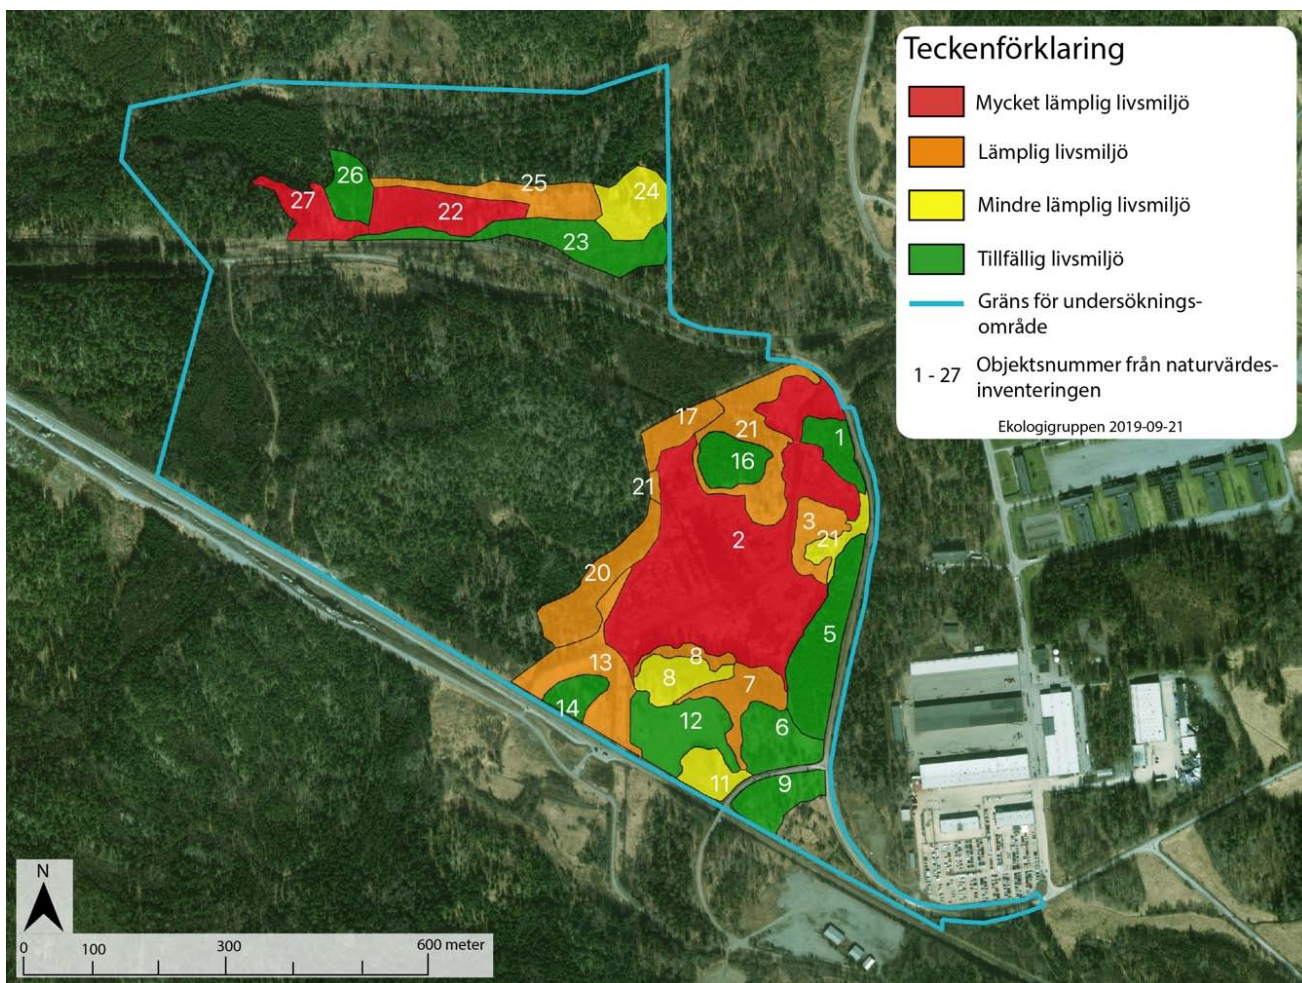 Teckenförklaring
Mycket lämplig livsmiljö
Lämplig livsmiljö
Mindre lämplig livsmiljö
Tillfällig livsmiljö
Gräns för undersöknings-
område
1 - 27 Objektsnummer från naturvärdes-
inventeringen
Ekologigruppen 2019-09-21
26
25
24
27
22
23
17
21
1
16
21
3
2
21
20
5
13
8
8
7
14
12
6
11
9
N
0 100 300 600 meter